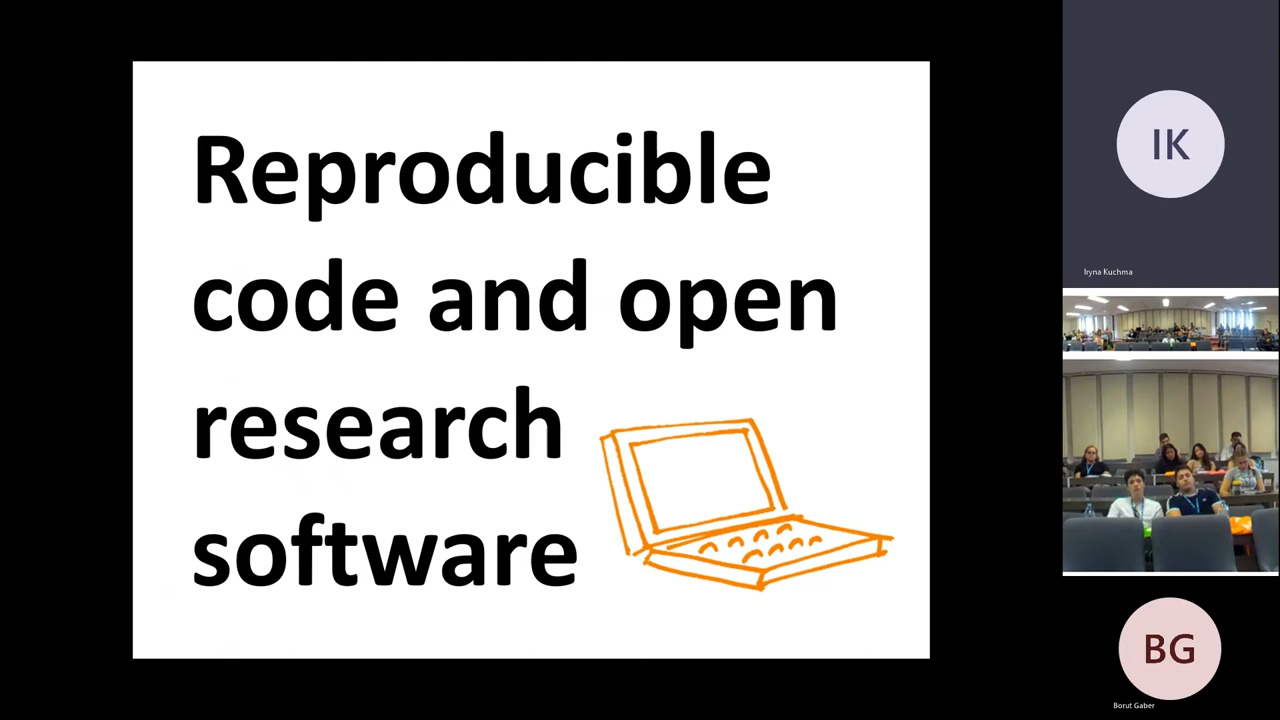 Reproducible
code and open
research
software
IK
Iryna Kuchma
BG
Borut Gaber